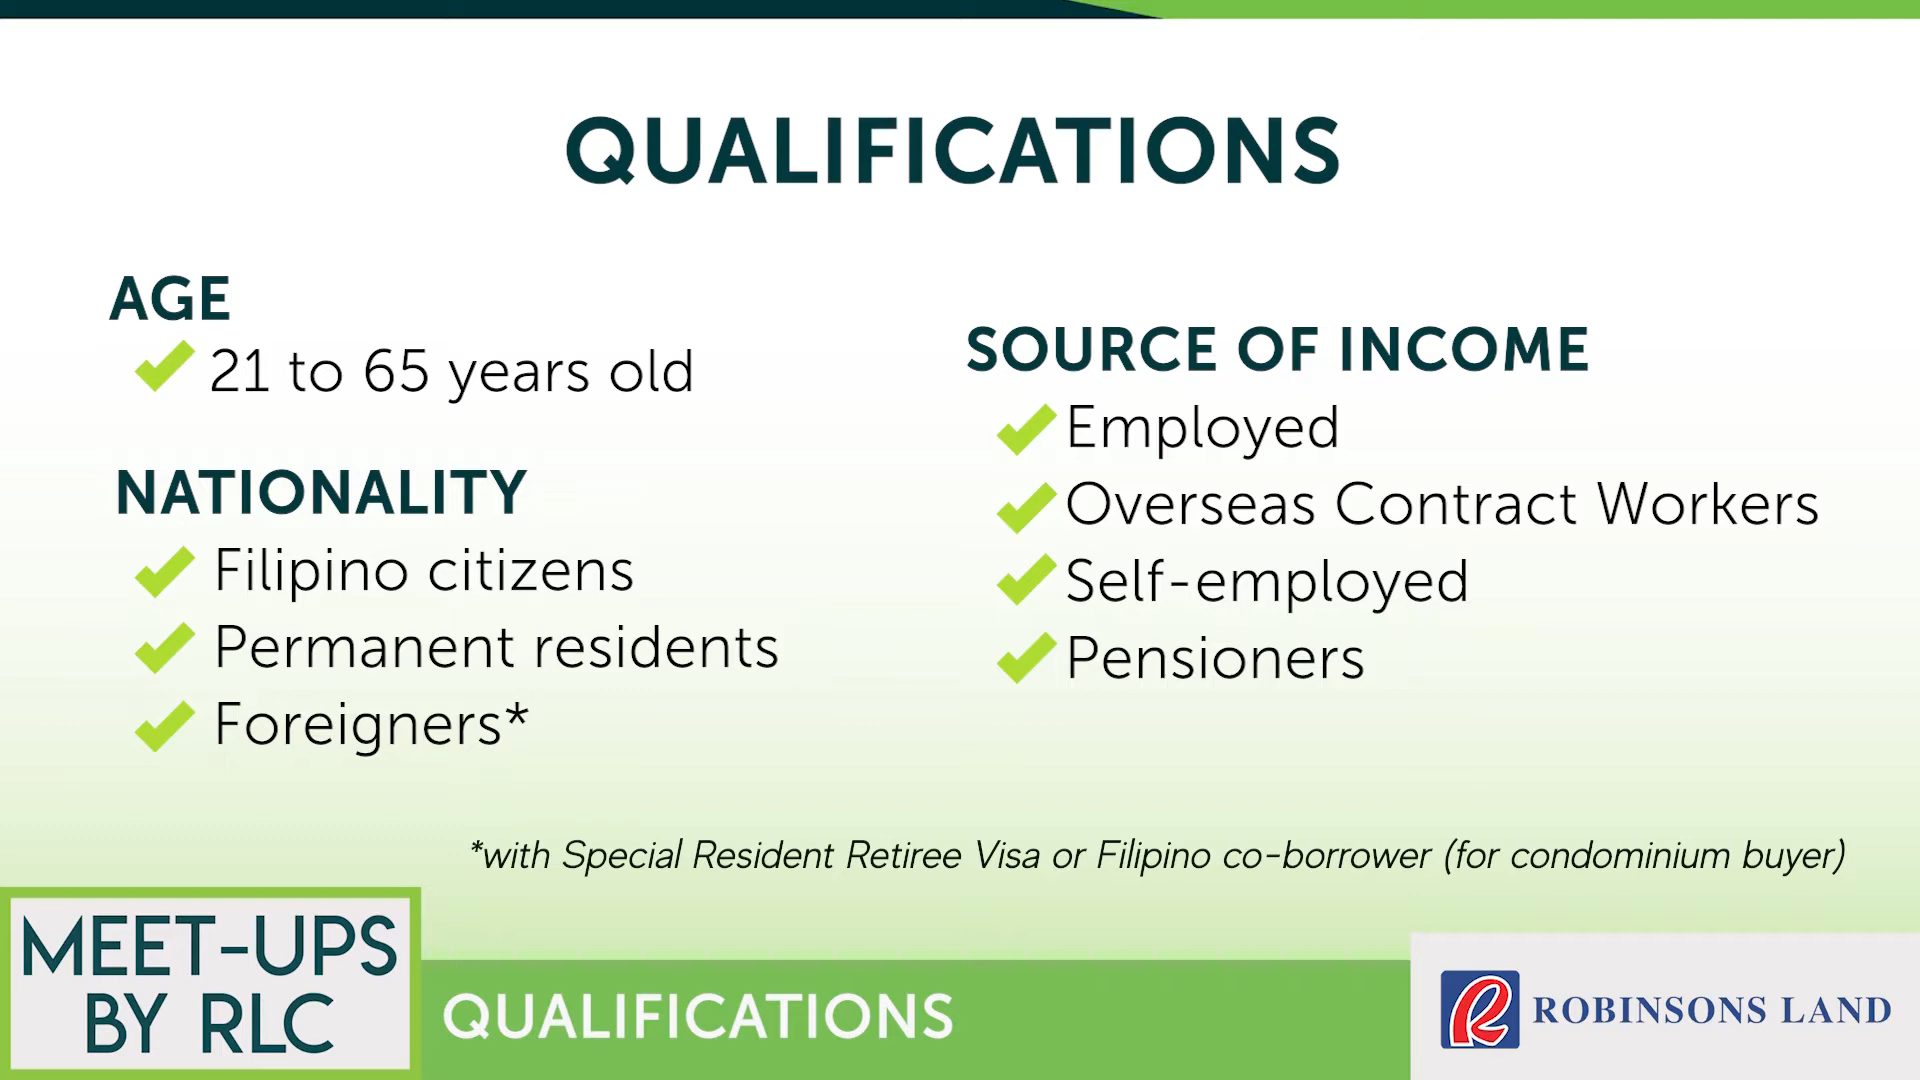 QUALIFICATIONS
AGE
21 to 65 years old
NATIONALITY
Filipino citizens
Permanent residents
Foreigners*
SOURCE OF INCOME
Employed
Overseas Contract Workers
Self-employed
Pensioners
*with Special Resident Retiree Visa or Filipino co-borrower (for condominium buyer)
MEET-UPS
BY RLC
QUALIFICATIONS
R ROBINSONS LAND